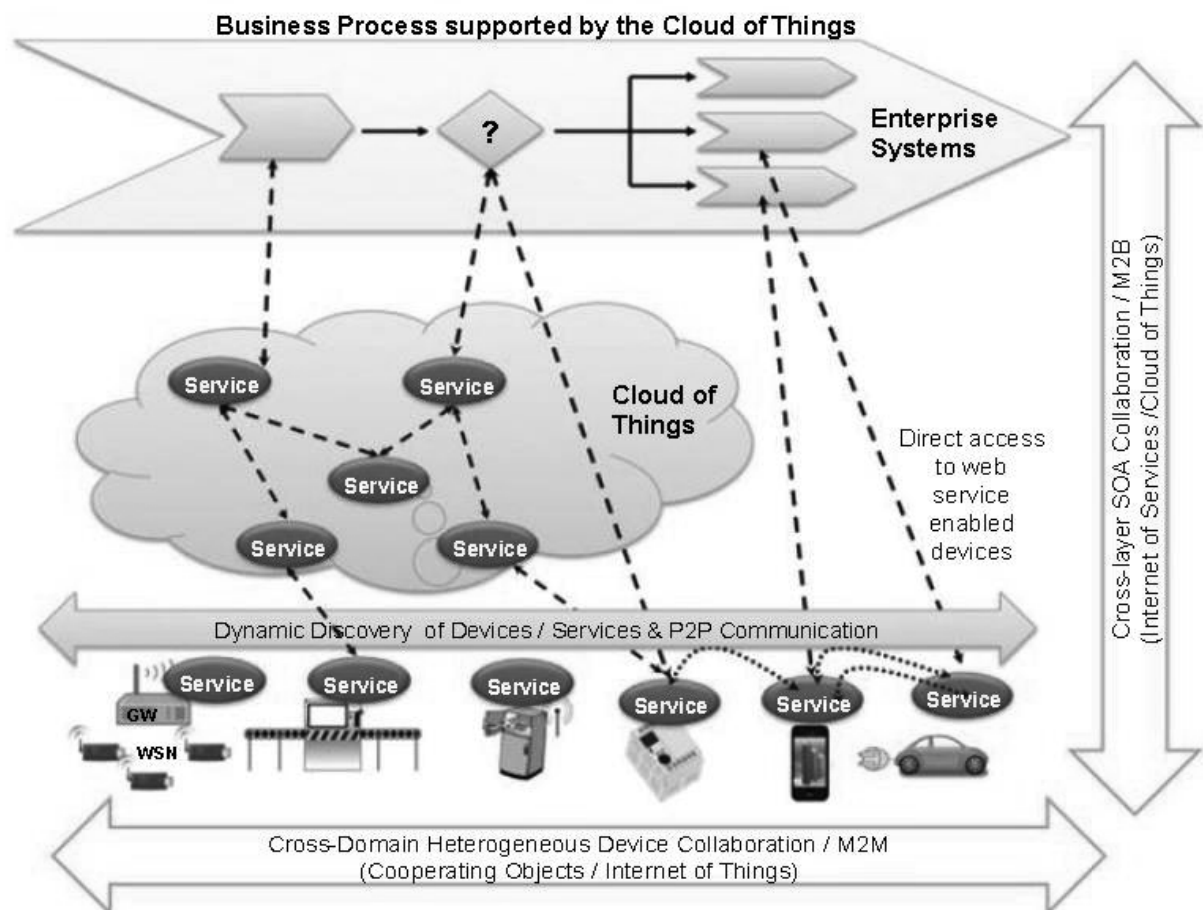 Business Process supported by the Cloud of Things
?
Enterprise
Systems
Service
Service
Cloud of
Things
Service
Service
Service
Direct access
to web
service
enabled
devices
Cross-layer SOA Collaboration / M2B
(Internet of Services /Cloud of Things)
Dynamic Discovery of Devices / Services & P2P Communication
Service
Service
Service
Service
Service
Service
GW
WSN
Cross-Domain Heterogeneous Device Collaboration / M2M
(Cooperating Objects / Internet of Things)